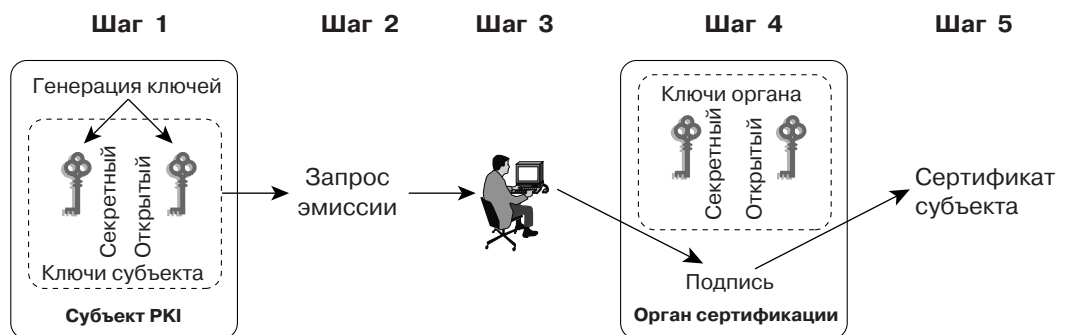 Шаг 1
Шаг 2
Шаг 3
Шаг 4
Шаг 5
Генерация ключей
Секретный
Открытый
Ключи субъекта
Субъект PKI
Запрос
эмиссии
Ключи органа
Секретный
Открытый
Подпись
Орган сертификации
Сертификат
субъекта